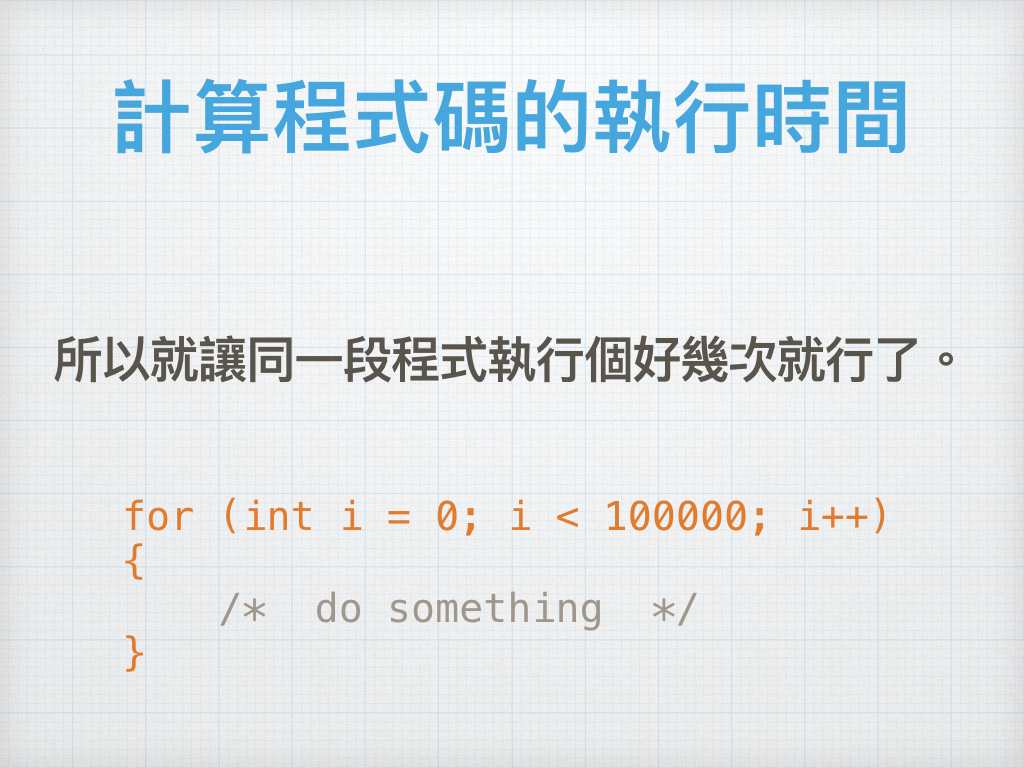 計算程式碼的執行時間
所以就讓同一段程式執行個好幾次就行了。
for (int i = 0; i < 100000; i++)
{
    /*  do something  */
}